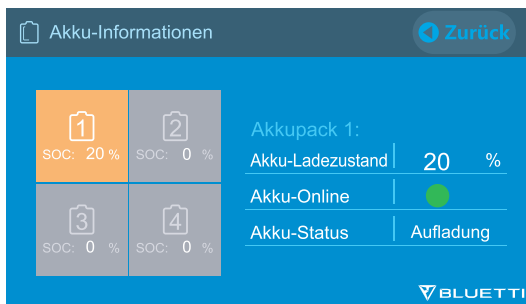 Akku-Informationen
Zurück
1
SOC: 20 %
2
SOC: 0 %
3
SOC: 0 %
4
SOC: 0 %
Akkupack 1:
Akku-Ladezustand 20 %
Akku-Online
Akku-Status Aufladung
BLUETTI